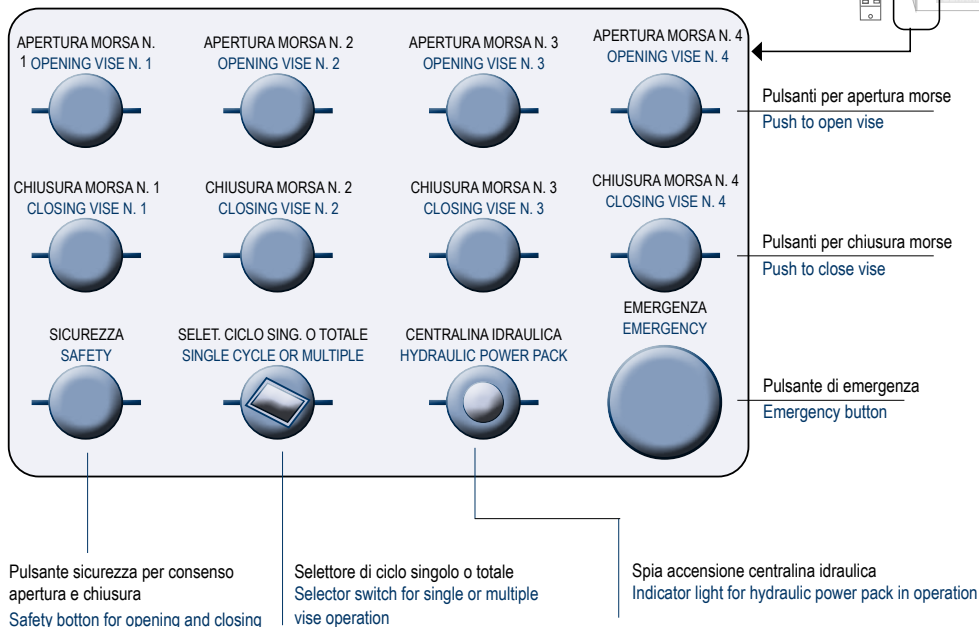 APERTURA MORSA N.
1 OPENING VISE N. 1
APERTURA MORSA N. 2
OPENING VISE N. 2
APERTURA MORSA N. 3
OPENING VISE N. 3
APERTURA MORSA N. 4
OPENING VISE N. 4
Pulsanti per apertura morse
Push to open vise
CHIUSURA MORSA N. 1
CLOSING VISE N. 1
CHIUSURA MORSA N. 2
CLOSING VISE N. 2
CHIUSURA MORSA N. 3
CLOSING VISE N. 3
CHIUSURA MORSA N. 4
CLOSING VISE N. 4
Pulsanti per chiusura morse
Push to close vise
SICUREZZA
SAFETY
SELET. CICLO SING. O TOTALE
SINGLE CYCLE OR MULTIPLE
CENTRALINA IDRAULICA
HYDRAULIC POWER PACK
EMERGENZA
EMERGENCY
Pulsante di emergenza
Emergency button
Pulsante sicurezza per consenso
apertura e chiusura
Safety botton for opening and closing
Selettore di ciclo singolo o totale
Selector switch for single or multiple
vise operation
Spia accensione centralina idraulica
Indicator light for hydraulic power pack in operation